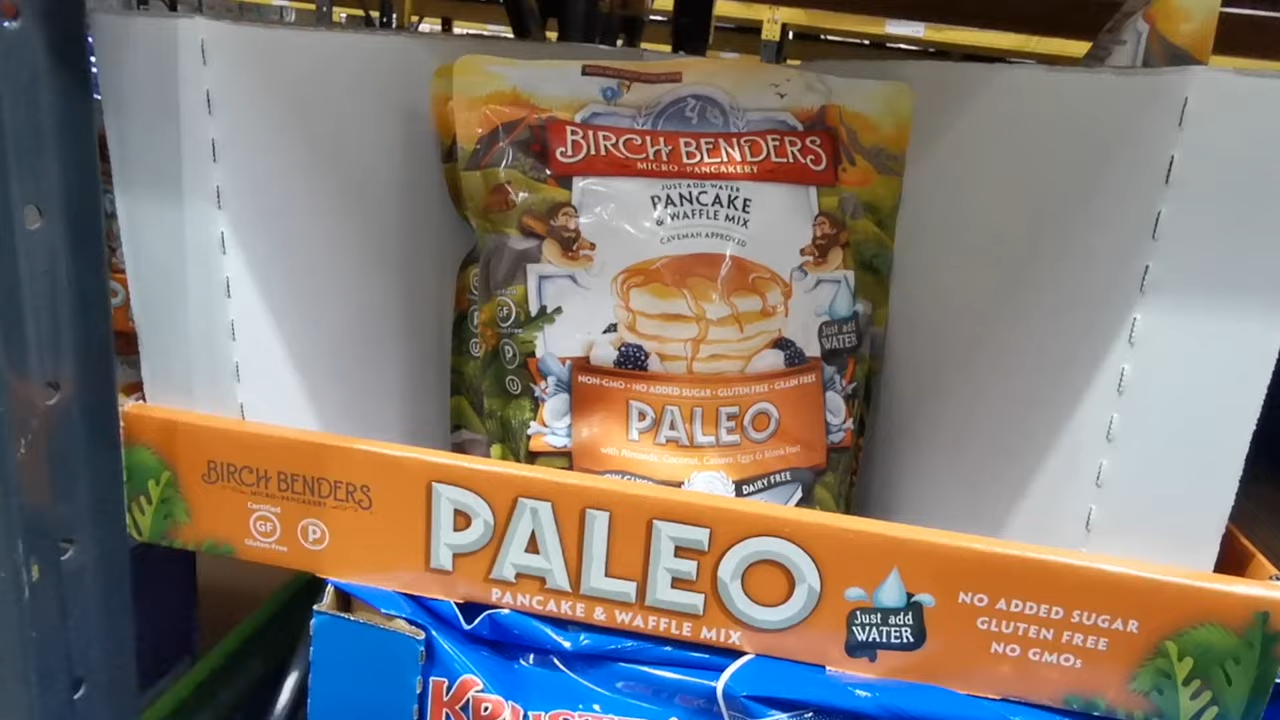 BIRCH BENDERS
MICRO-PANCAKERY
JUST-ADD-WATER
PANCAKE
& WAFFLE MIX
CAVEMAN APPROVED
Just add
WATER
GF
P
U
NON-GMO • NO ADDED SUGAR • GLUTEN FREE • GRAIN FREE
PALEO
with Almonds, Coconut, Cassava, Eggs & Monk Fruit
DAIRY FREE
BIRCH BENDERS
MICRO-PANCAKERY
Certified
GF
Gluten-Free
P
PALEO
PANCAKE & WAFFLE MIX
Just add
WATER
NO ADDED SUGAR
GLUTEN FREE
NO GMOs